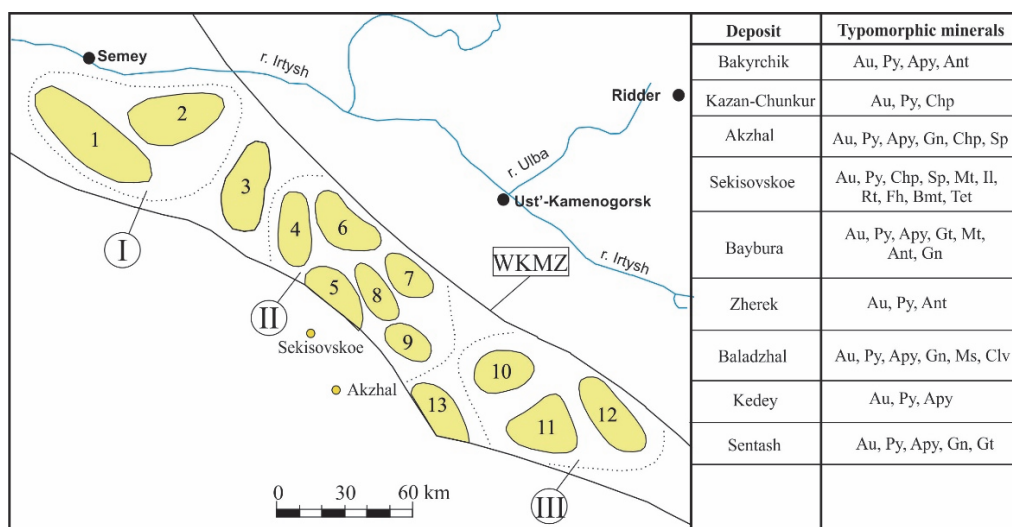 Semey
r. Irtysh
Ridder
r. Ulba
Ust’-Kamenogorsk
r. Irtysh
WKMZ
1
2
3
4
6
7
5
8
9
10
11
12
13
I
II
III
Sekisovskoe
Akzhal
0 30 60 km
Deposit Typomorphic minerals
Bakyrchik Au, Py, Apy, Ant
Kazan-Chunkur Au, Py, Chp
Akzhal Au, Py, Apy, Gn, Chp, Sp
Sekisovskoe Au, Py, Chp, Sp, Mt, Il,
Rt, Fh, Bmt, Tet
Baybura Au, Py, Apy, Gt, Mt,
Ant, Gn
Zherek Au, Py, Ant
Baladzhal Au, Py, Apy, Gn, Ms, Clv
Kedey Au, Py, Apy
Sentash Au, Py, Apy, Gn, Gt